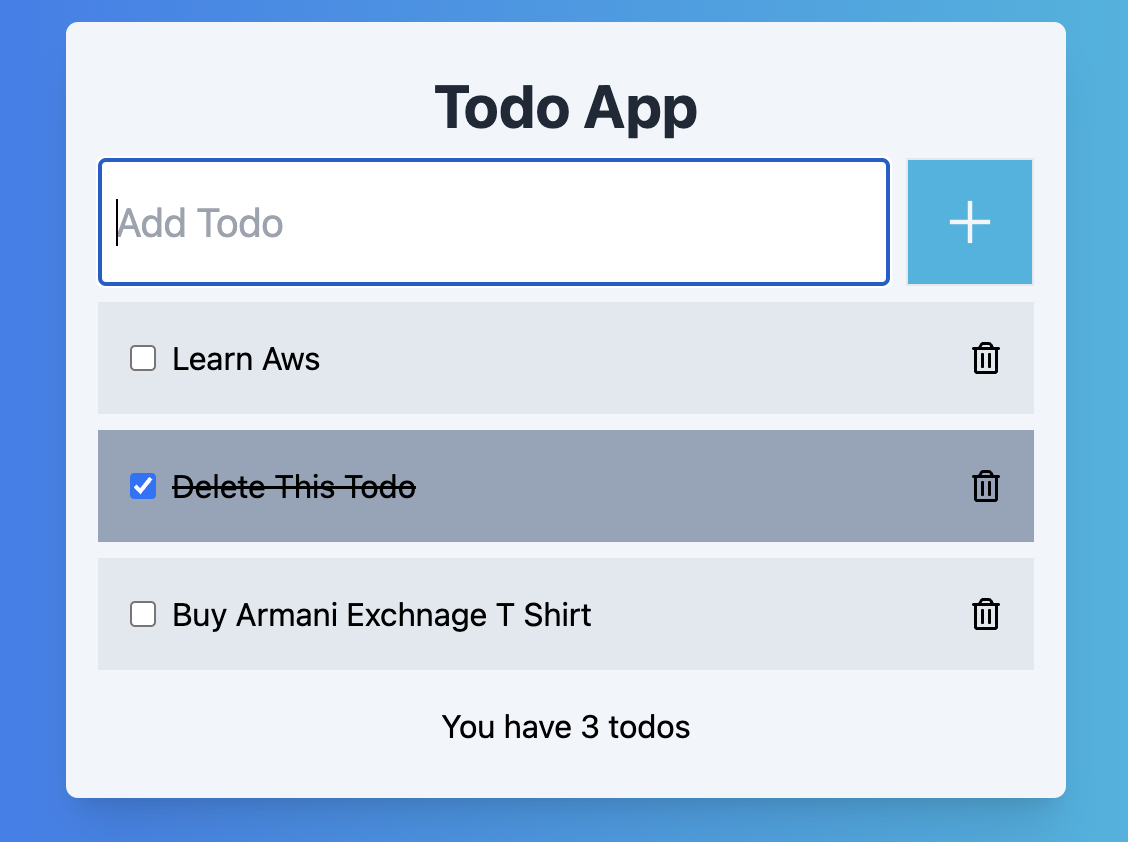 Todo App
Add Todo
Learn Aws
Delete This Todo
Buy Armani Exchnage T Shirt
You have 3 todos